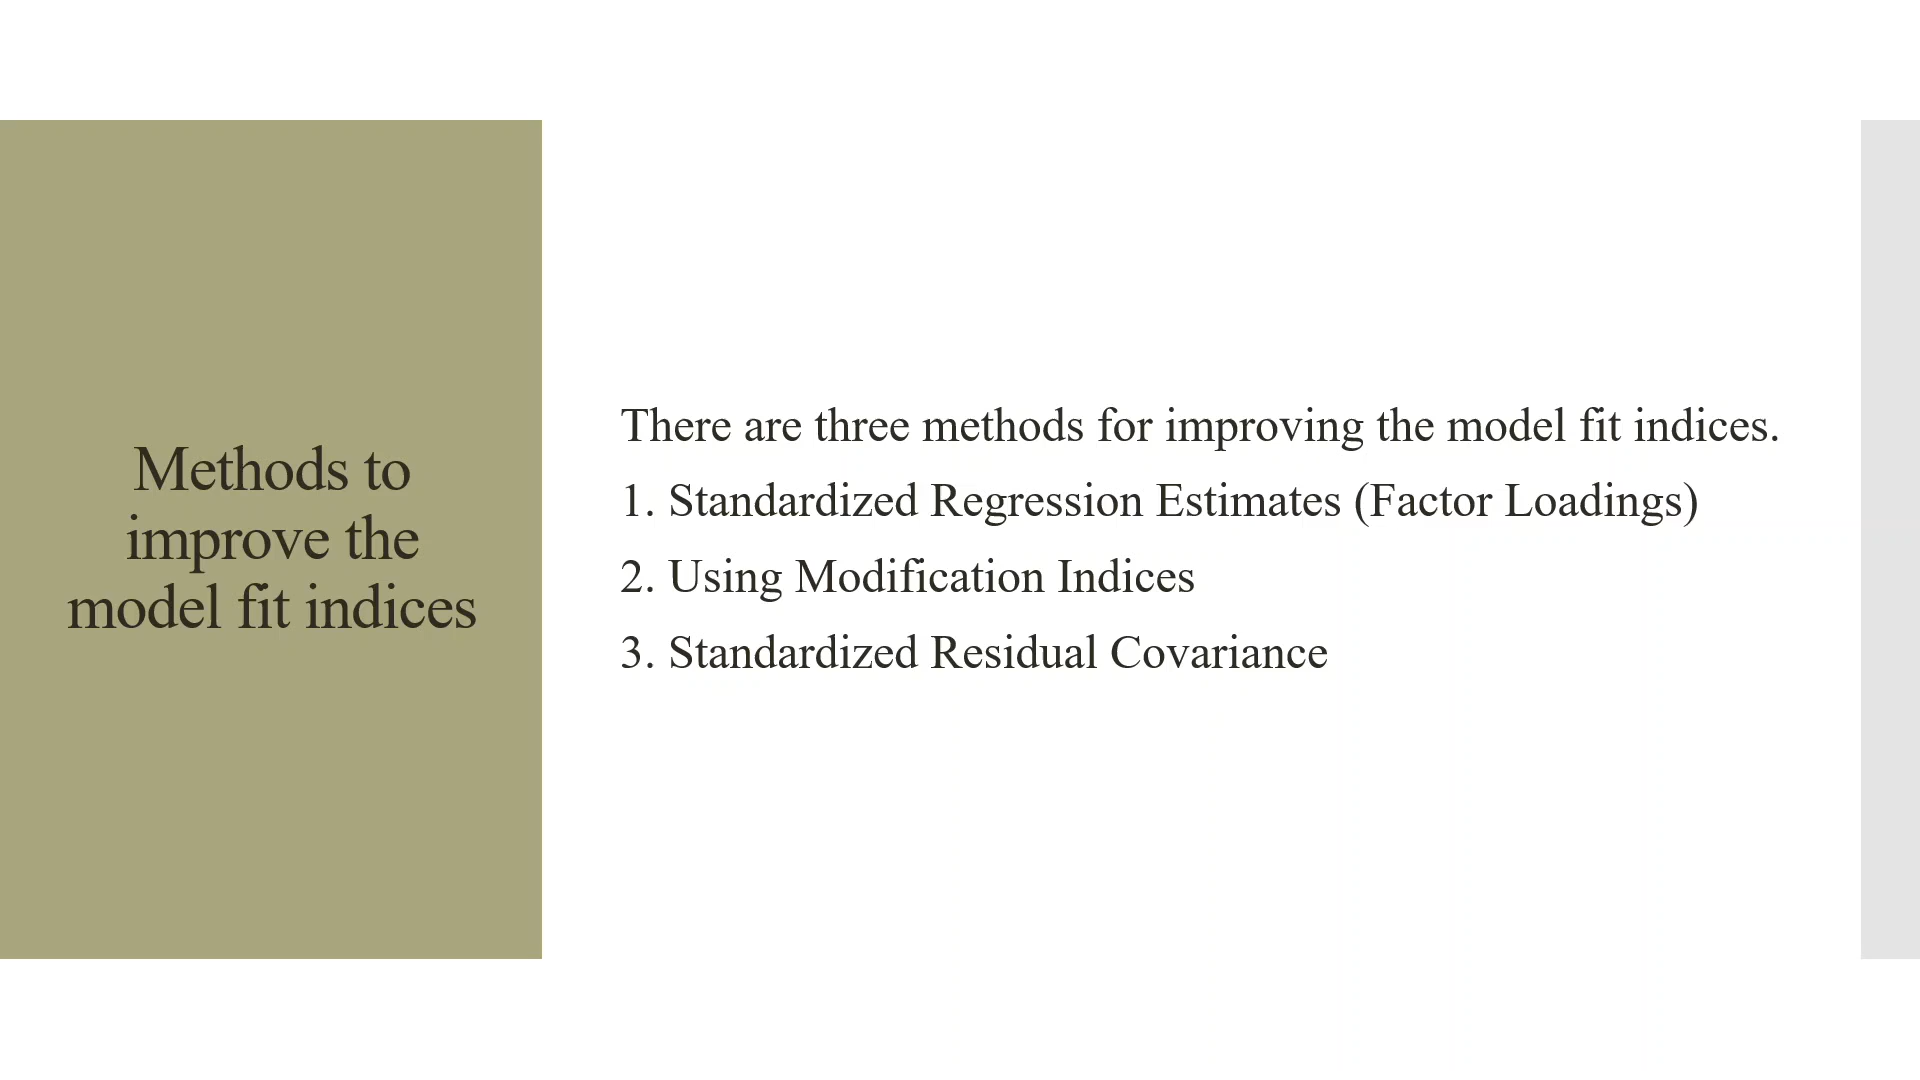 Methods to
improve the
model fit indices
There are three methods for improving the model fit indices.
1. Standardized Regression Estimates (Factor Loadings)
2. Using Modification Indices
3. Standardized Residual Covariance